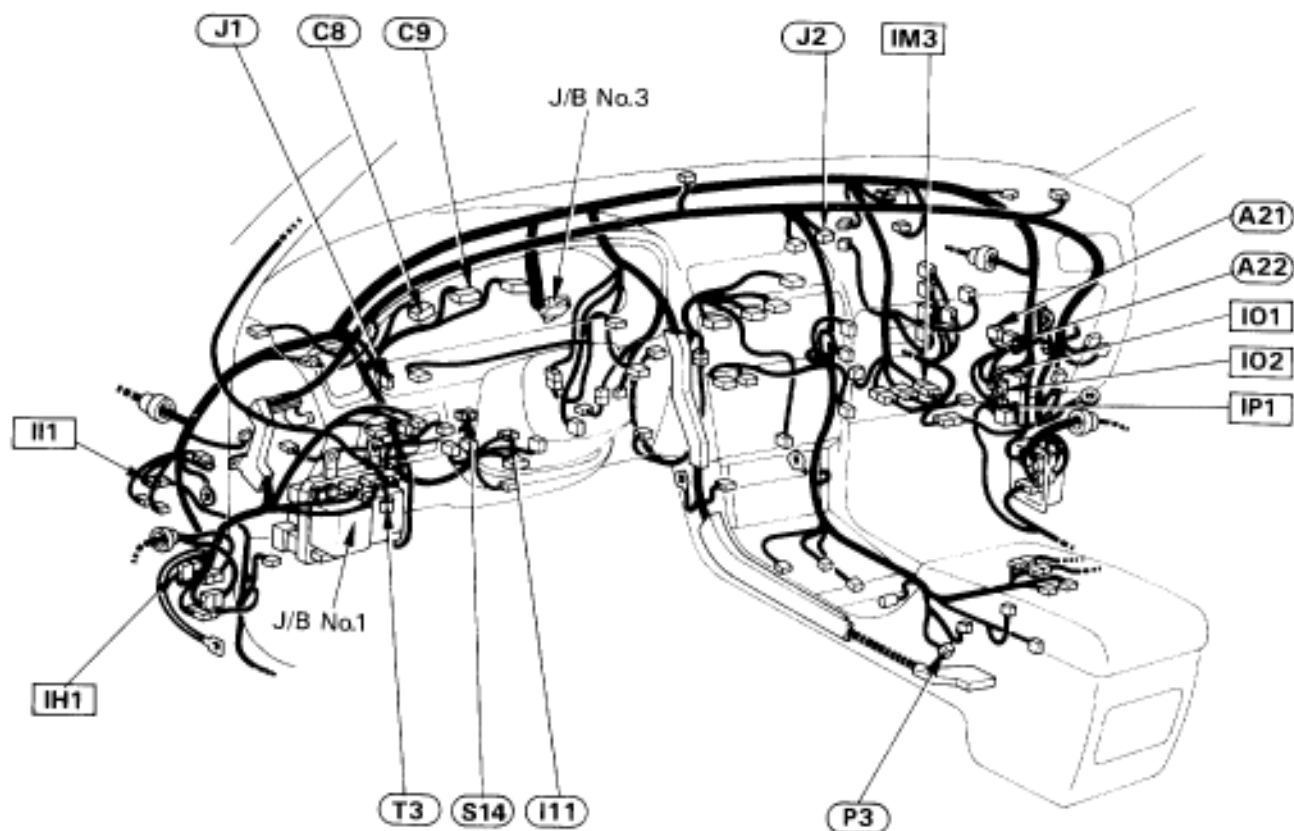 J1
C8
C9
J2
IM3
J/B No.3
A21
A22
IO1
IO2
IP1
II1
J/B No.1
IH1
T3
S14
I11
P3